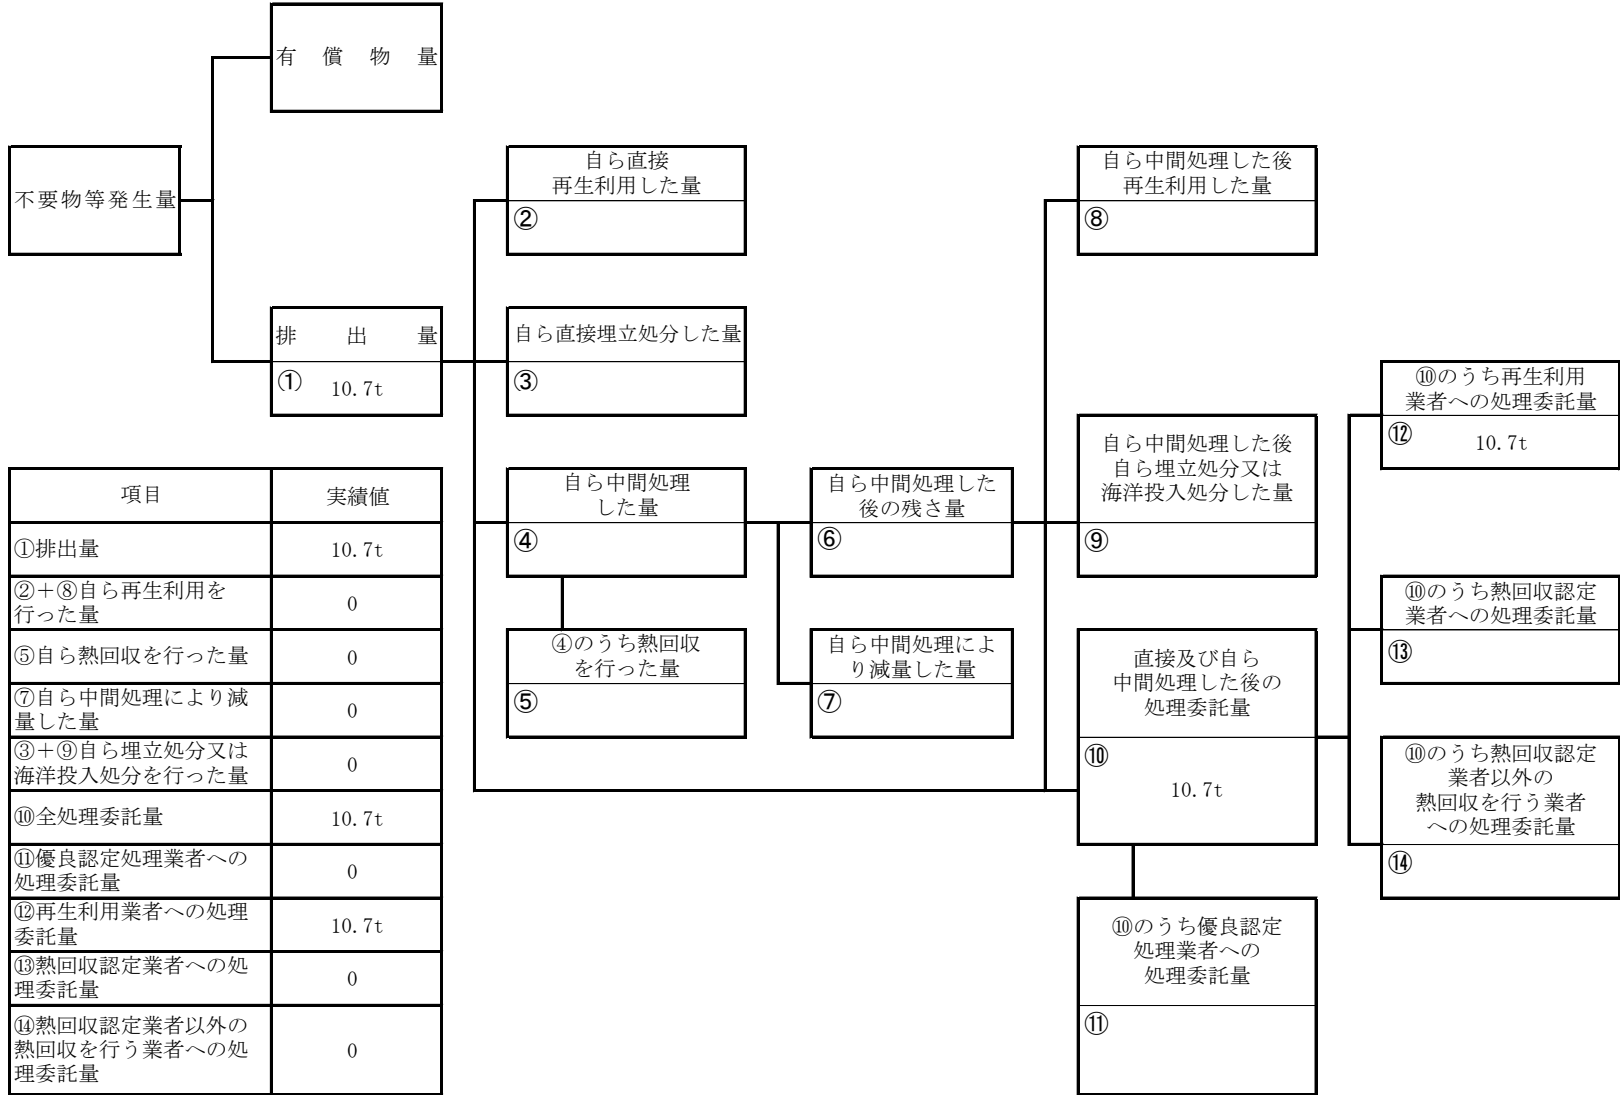 有償物量
不要物等発生量
排出量
① 10.7t
自ら直接
再生利用した量
②
自ら直接埋立処分した量
③
自ら中間処理
した量
④
④のうち熱回収
を行った量
⑤
自ら中間処理した
後の残さ量
⑥
自ら中間処理によ
り減量した量
⑦
自ら中間処理した後
再生利用した量
⑧
自ら中間処理した後
自ら埋立処分又は
海洋投入処分した量
⑨
直接及び自ら
中間処理した後の
処理委託量
⑩
10.7t
⑩のうち優良認定
処理業者への
処理委託量
⑪
⑩のうち再生利用
業者への処理委託量
⑫ 10.7t
⑩のうち熱回収認定
業者への処理委託量
⑬
⑩のうち熱回収認定
業者以外の
熱回収を行う業者
への処理委託量
⑭
項目 実績値
①排出量 10.7t
②＋⑧自ら再生利用を
行った量 0
⑤自ら熱回収を行った量 0
⑦自ら中間処理により減
量した量 0
③＋⑨自ら埋立処分又は
海洋投入処分を行った量 0
⑩全処理委託量 10.7t
⑪優良認定処理業者への
処理委託量 0
⑫再生利用業者への処理
委託量 10.7t
⑬熱回収認定業者への処
理委託量 0
⑭熱回収認定業者以外の
熱回収を行う業者への処 0
理委託量